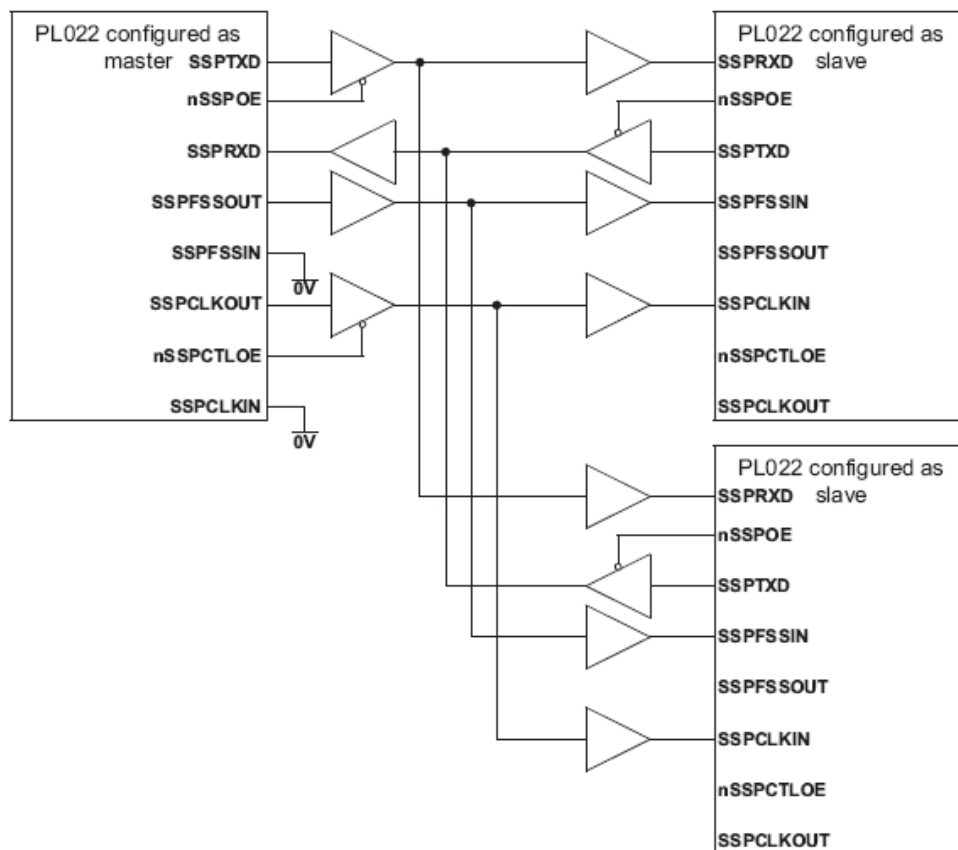 PL022 configured as
master
SSPTXD
nSSPOE
SSPRXD
SSPFSSOUT
SSPFSSIN
0V
SSPCLKOUT
nSSPCTLOE
SSPCLKIN
0V
PL022 configured as
SSPRXD slave
nSSPOE
SSPTXD
SSPFSSIN
SSPFSSOUT
SSPCLKIN
nSSPCTLOE
SSPCLKOUT
PL022 configured as
SSPRXD slave
nSSPOE
SSPTXD
SSPFSSIN
SSPFSSOUT
SSPCLKIN
nSSPCTLOE
SSPCLKOUT